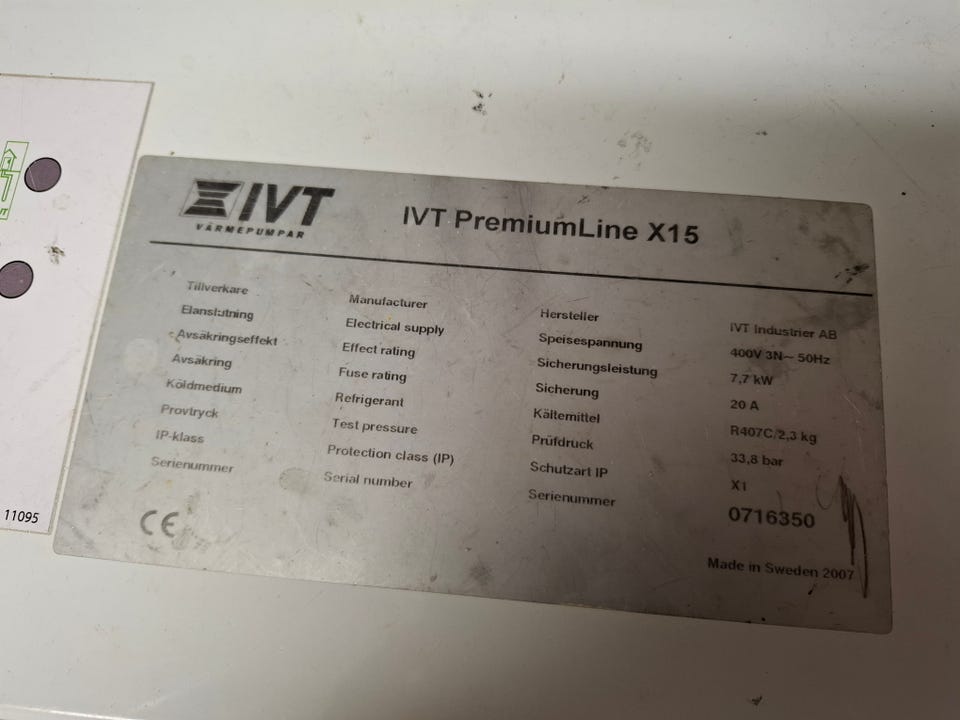 IVT
VÄRMEPUMPAR
IVT PremiumLine X15
Tillverkare Manufacturer Hersteller IVT Industrier AB
Elanslutning Electrical supply Speisespannung 400V 3N~ 50Hz
Avsäkringseffekt Effect rating Sicherungsleistung 7,7 kW
Avsäkring Fuse rating Sicherung 20 A
Köldmedium Refrigerant Kältemittel R407C/2,3 kg
Provtryck Test pressure Prüfdruck 33,8 bar
IP-klass Protection class (IP) Schutzart IP X1
Serienummer Serial number Serienummer 0716350
CE
Made in Sweden 2007
11095